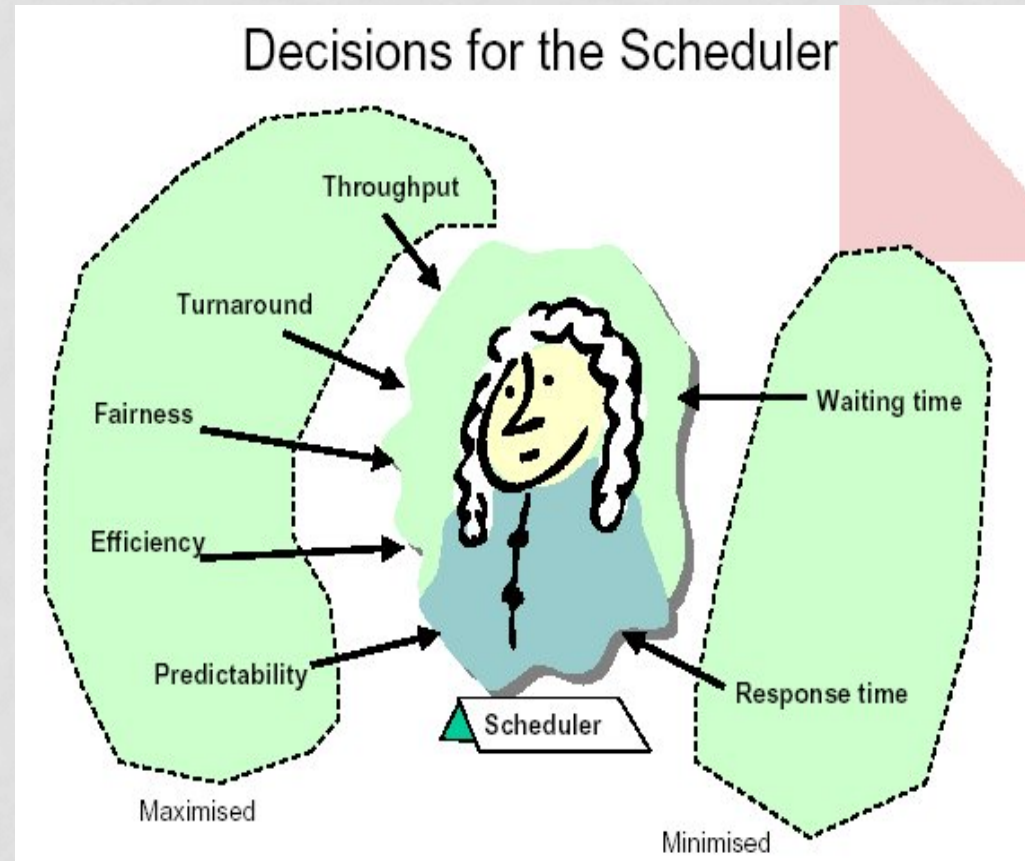 Decisions for the Scheduler
Throughput
Turnaround
Fairness
Efficiency
Predictability
Maximised
Scheduler
Waiting time
Response time
Minimised